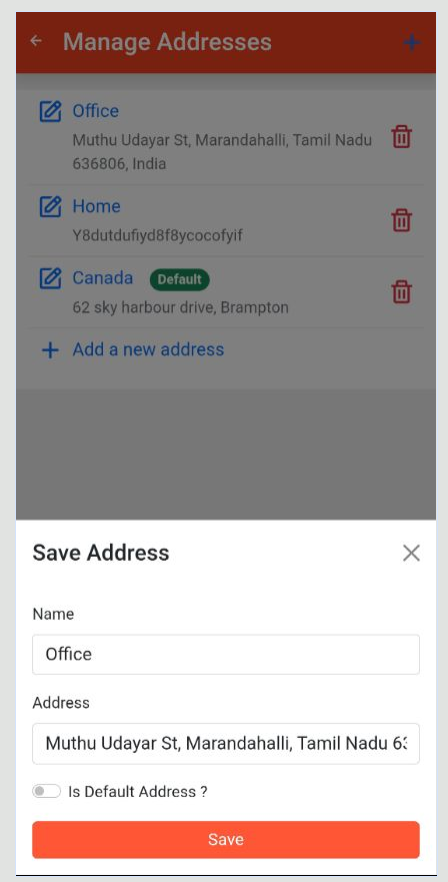 Manage Addresses
Office
Muthu Udayar St, Marandahalli, Tamil Nadu
636806, India
Home
Y8dutdufiyd8f8ycocofyif
Canada Default
62 sky harbour drive, Brampton
Add a new address
Save Address
Name
Office
Address
Muthu Udayar St, Marandahalli, Tamil Nadu 63
Is Default Address ?
Save